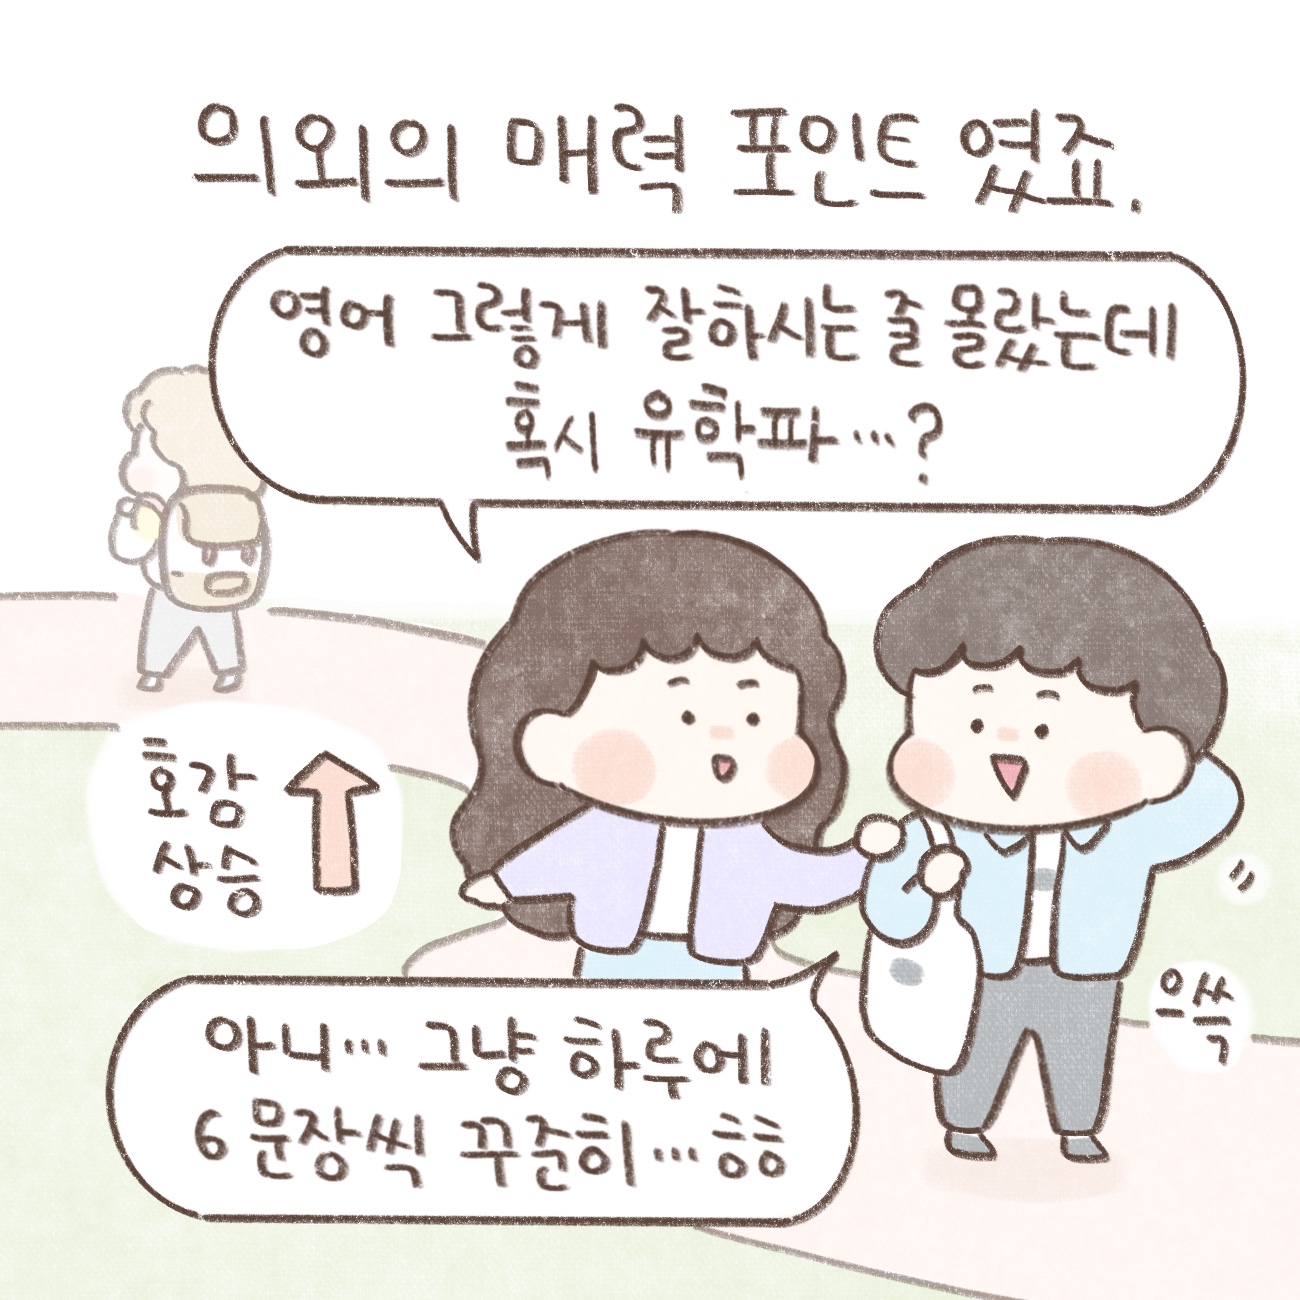 의외의 매력 포인트 였죠.
영어 그렇게 잘하시는 줄 몰랐는데
혹시 유학파...?
호감
상승
아니... 그냥 하루에
6문장씩 꾸준히... ㅎㅎ
으쓱